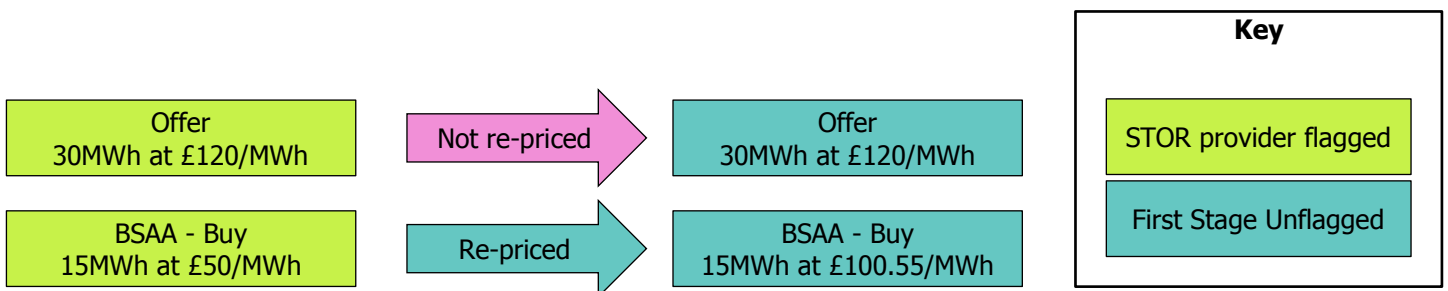 Key
Offer
30MWh at £120/MWh
Not re-priced
Offer
30MWh at £120/MWh
STOR provider flagged
BSAA - Buy
15MWh at £50/MWh
Re-priced
BSAA - Buy
15MWh at £100.55/MWh
First Stage Unflagged